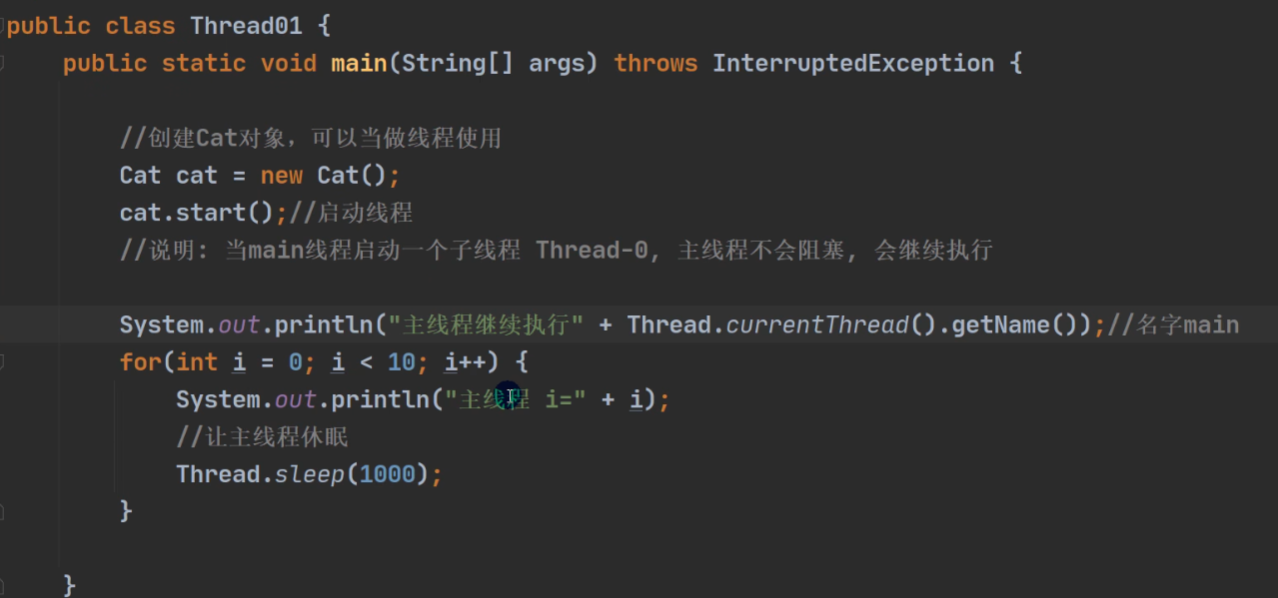 public class Thread01 {
public static void main(String[] args) throws InterruptedException {
//创建Cat对象，可以当做线程使用
Cat cat = new Cat();
cat.start();//启动线程
//说明: 当main线程启动一个子线程 Thread-0, 主线程不会阻塞, 会继续执行
System.out.println("主线程继续执行" + Thread.currentThread().getName());//名字main
for(int i = 0; i < 10; i++) {
System.out.println("主线程 i=" + i);
//让主线程休眠
Thread.sleep(1000);
}
}